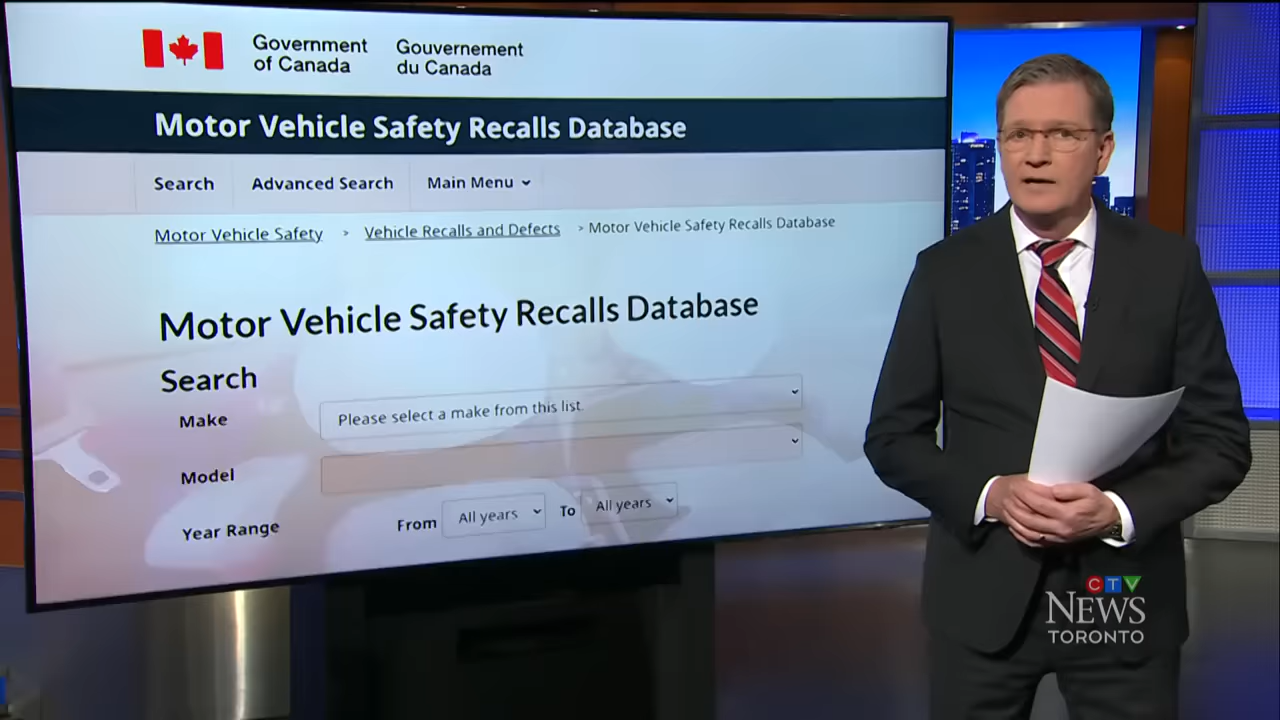 Government
of Canada
Gouvernement
du Canada
Motor Vehicle Safety Recalls Database
Search
Advanced Search
Main Menu
Motor Vehicle Safety > Vehicle Recalls and Defects > Motor Vehicle Safety Recalls Database
Motor Vehicle Safety Recalls Database
Search
Make
Please select a make from this list.
Model
Year Range
From
All years
To
All years
CTV
NEWS
TORONTO